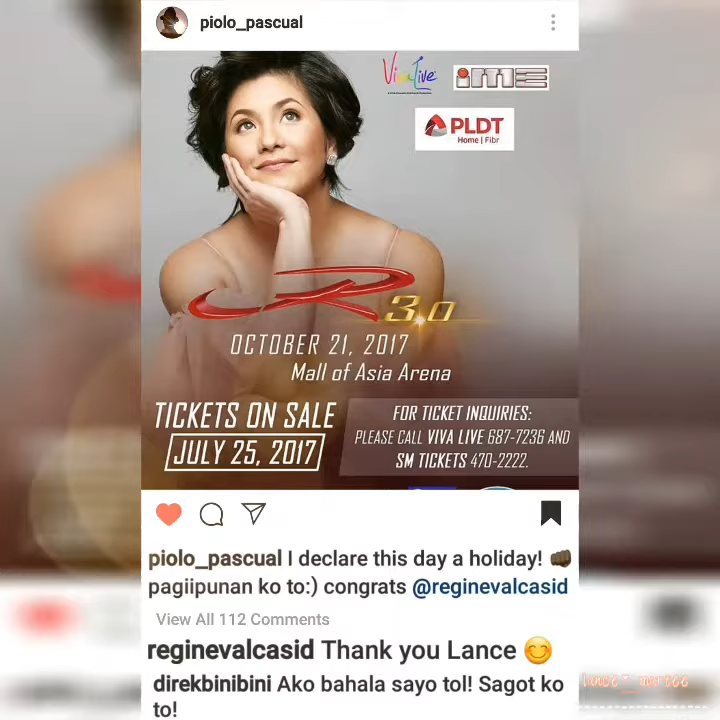 piolo_pascual
Viva Live
iME
PLDT
Home | Fibr
R 3.0
OCTOBER 21, 2017
Mall of Asia Arena
TICKETS ON SALE
JULY 25, 2017
FOR TICKET INQUIRIES:
PLEASE CALL VIVA LIVE 687-7236 AND
SM TICKETS 470-2222.
piolo_pascual I declare this day a holiday! 👊🏿
pagiipunan ko to:) congrats @reginevalcasid
View All 112 Comments
reginevalcasid Thank you Lance 😊
direkbinibini Ako bahala sayo tol! Sagot ko
to!